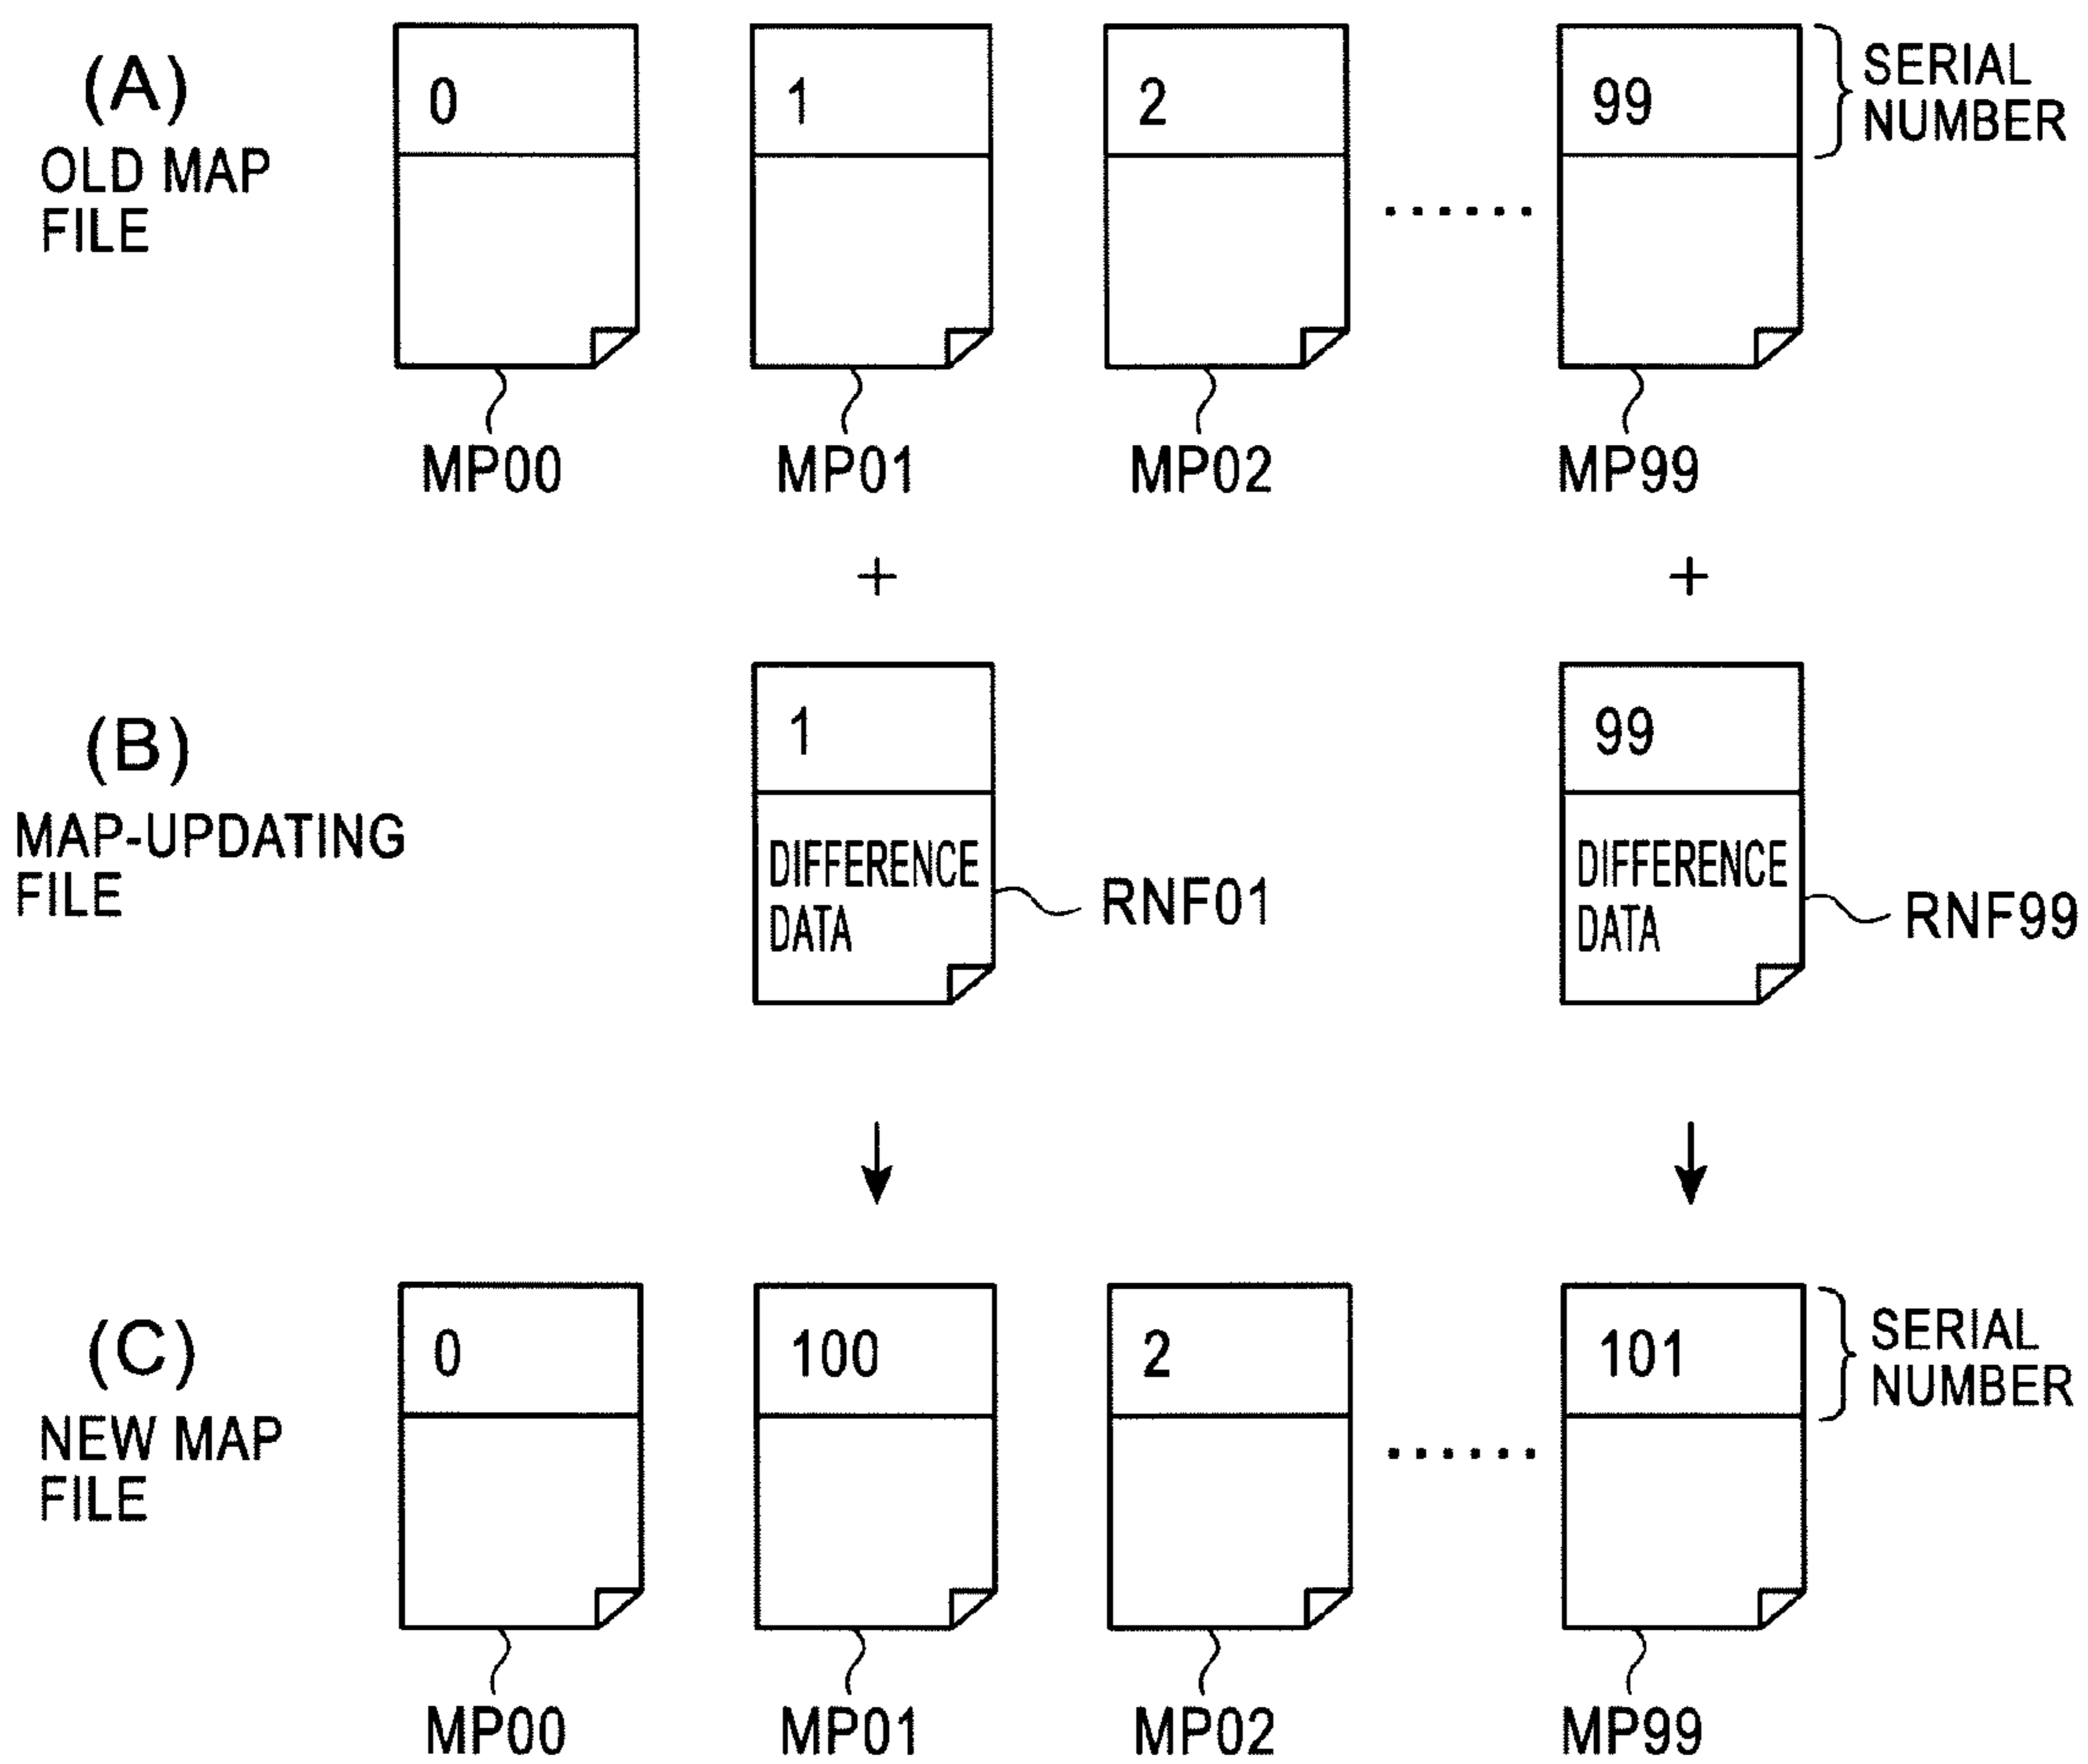 (A)
OLD MAP
FILE
0
1
2
99
SERIAL
NUMBER
......
MP00
MP01
MP02
MP99
+
+
(B)
MAP-UPDATING
FILE
1
DIFFERENCE
DATA
RNF01
99
DIFFERENCE
DATA
RNF99
(C)
NEW MAP
FILE
0
100
2
101
SERIAL
NUMBER
......
MP00
MP01
MP02
MP99